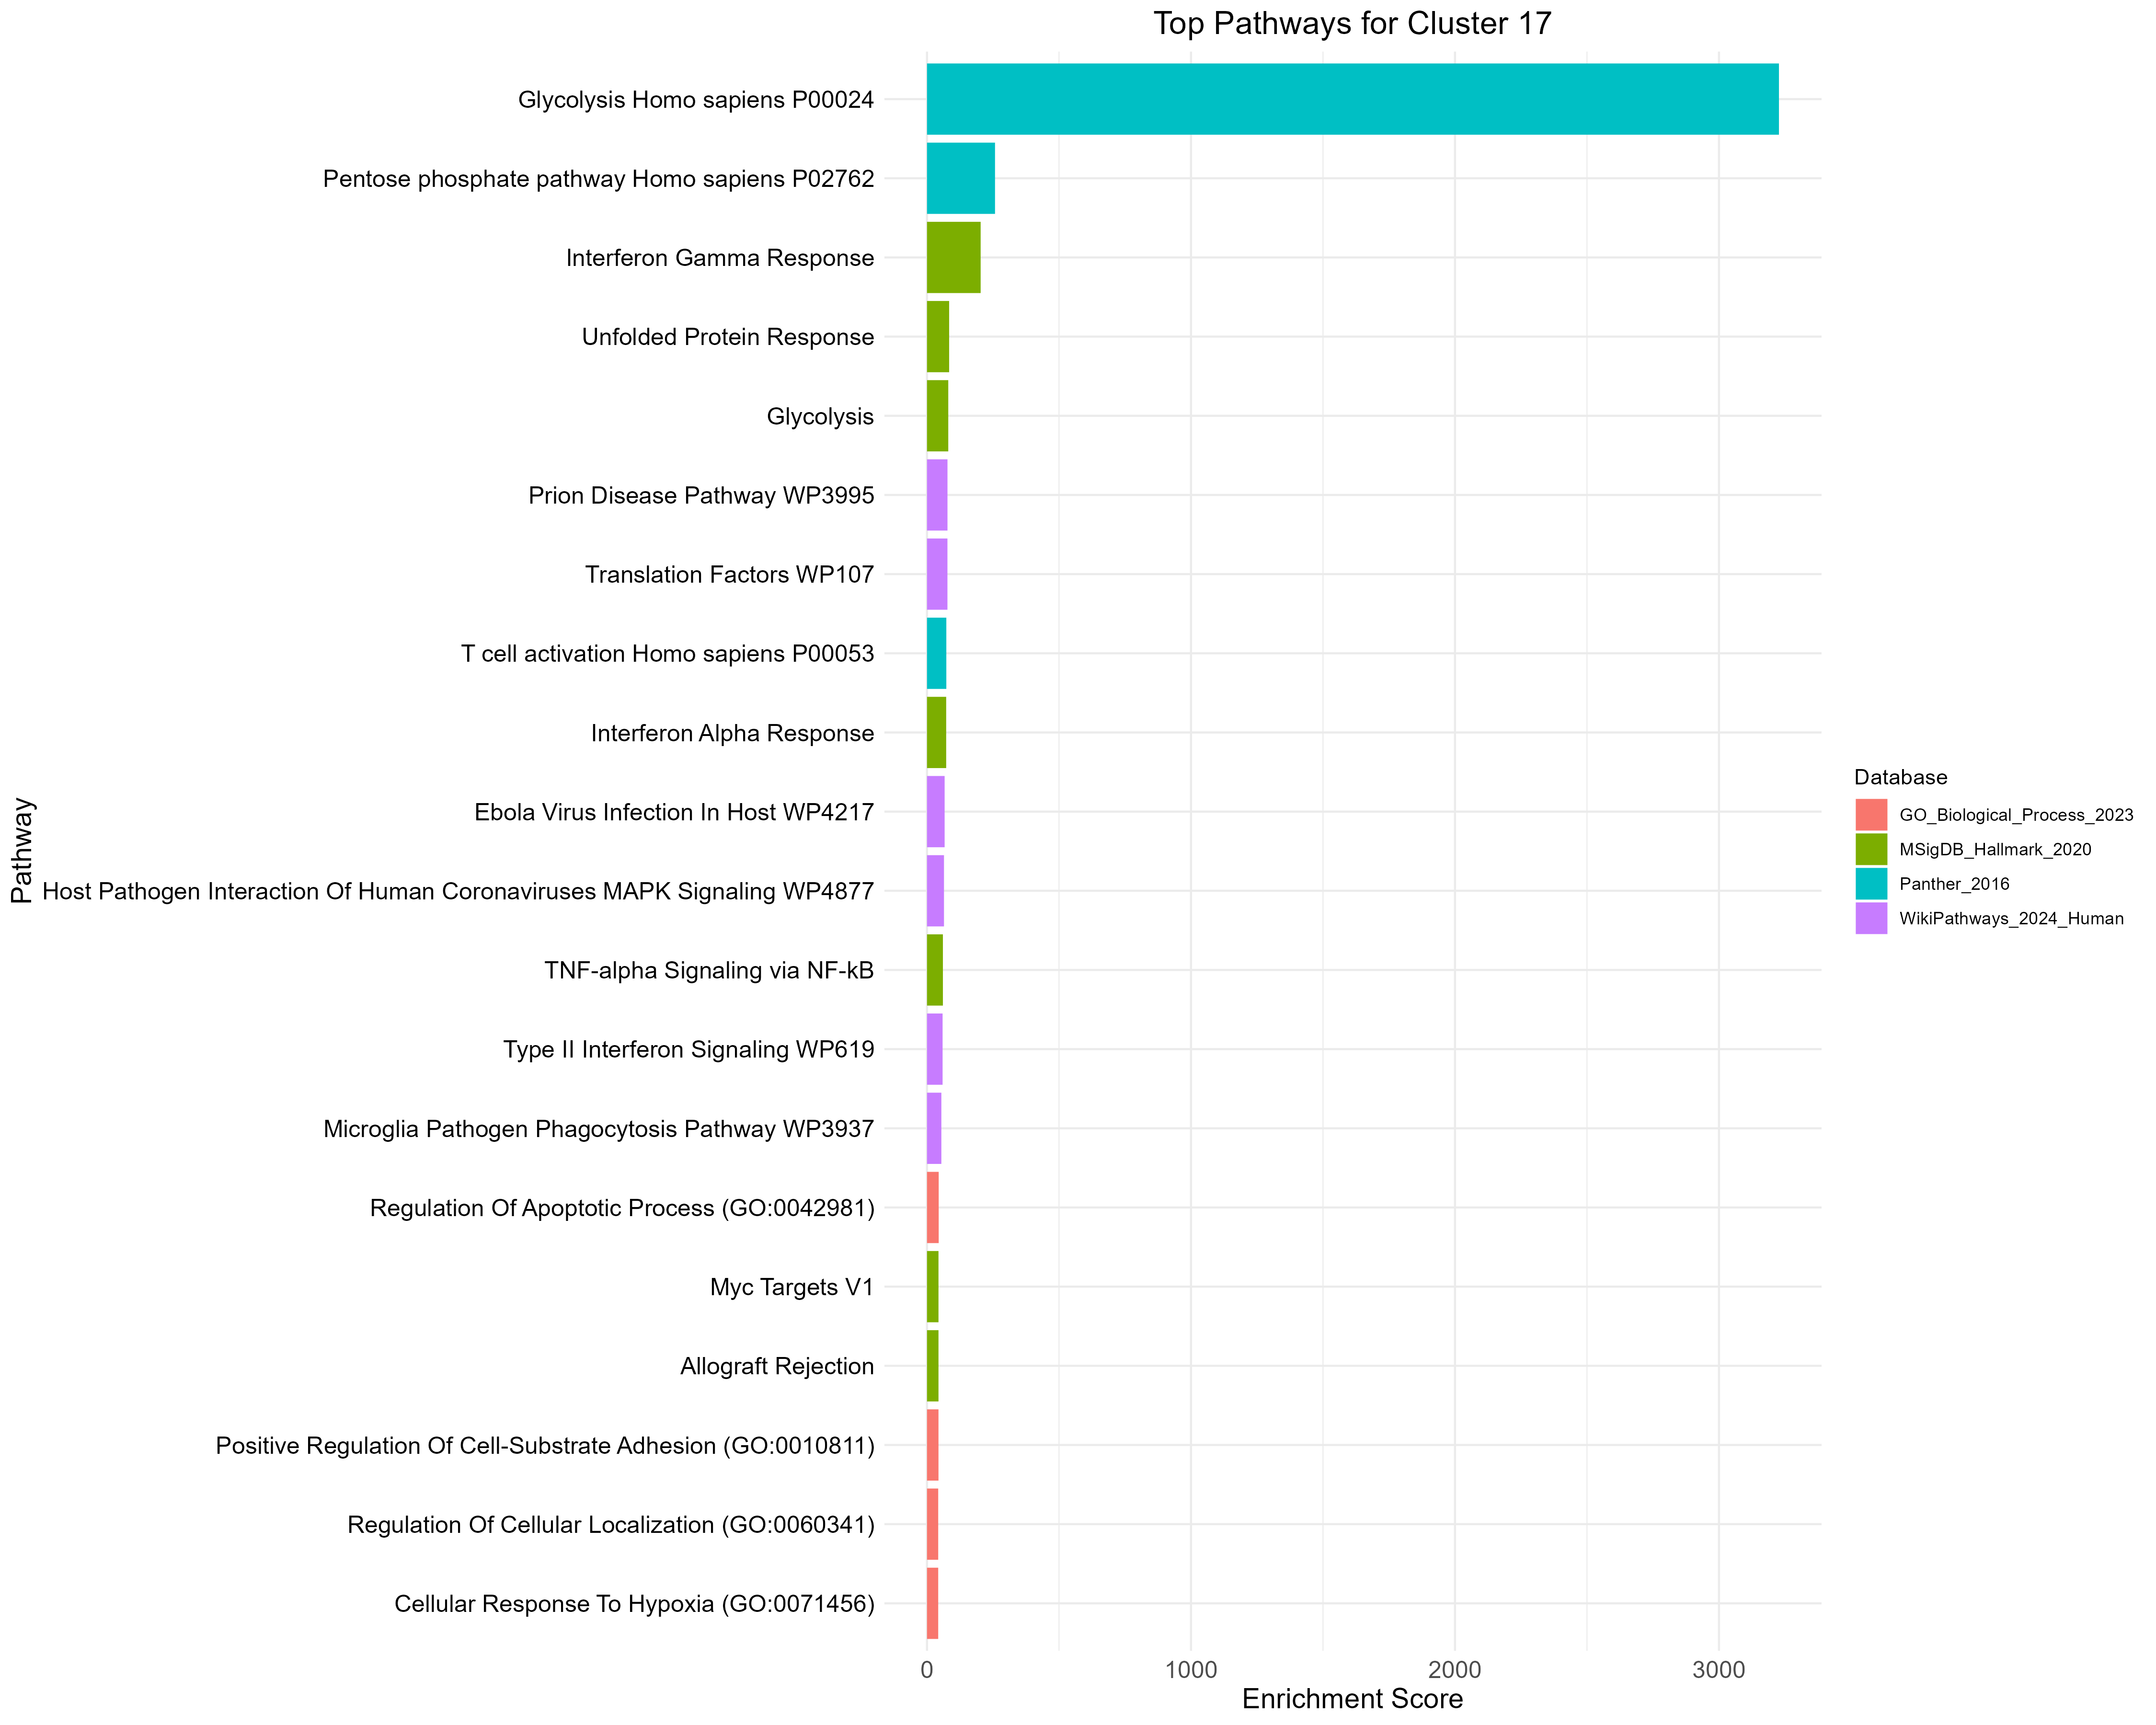 Top Pathways for Cluster 17
Pathway
Glycolysis Homo sapiens P00024
Pentose phosphate pathway Homo sapiens P02762
Interferon Gamma Response
Unfolded Protein Response
Glycolysis
Prion Disease Pathway WP3995
Translation Factors WP107
T cell activation Homo sapiens P00053
Interferon Alpha Response
Ebola Virus Infection In Host WP4217
Host Pathogen Interaction Of Human Coronaviruses MAPK Signaling WP4877
TNF-alpha Signaling via NF-kB
Type II Interferon Signaling WP619
Microglia Pathogen Phagocytosis Pathway WP3937
Regulation Of Apoptotic Process (GO:0042981)
Myc Targets V1
Allograft Rejection
Positive Regulation Of Cell-Substrate Adhesion (GO:0010811)
Regulation Of Cellular Localization (GO:0060341)
Cellular Response To Hypoxia (GO:0071456)
0 1000 2000 3000
Enrichment Score
Database
GO_Biological_Process_2023
MSigDB_Hallmark_2020
Panther_2016
WikiPathways_2024_Human